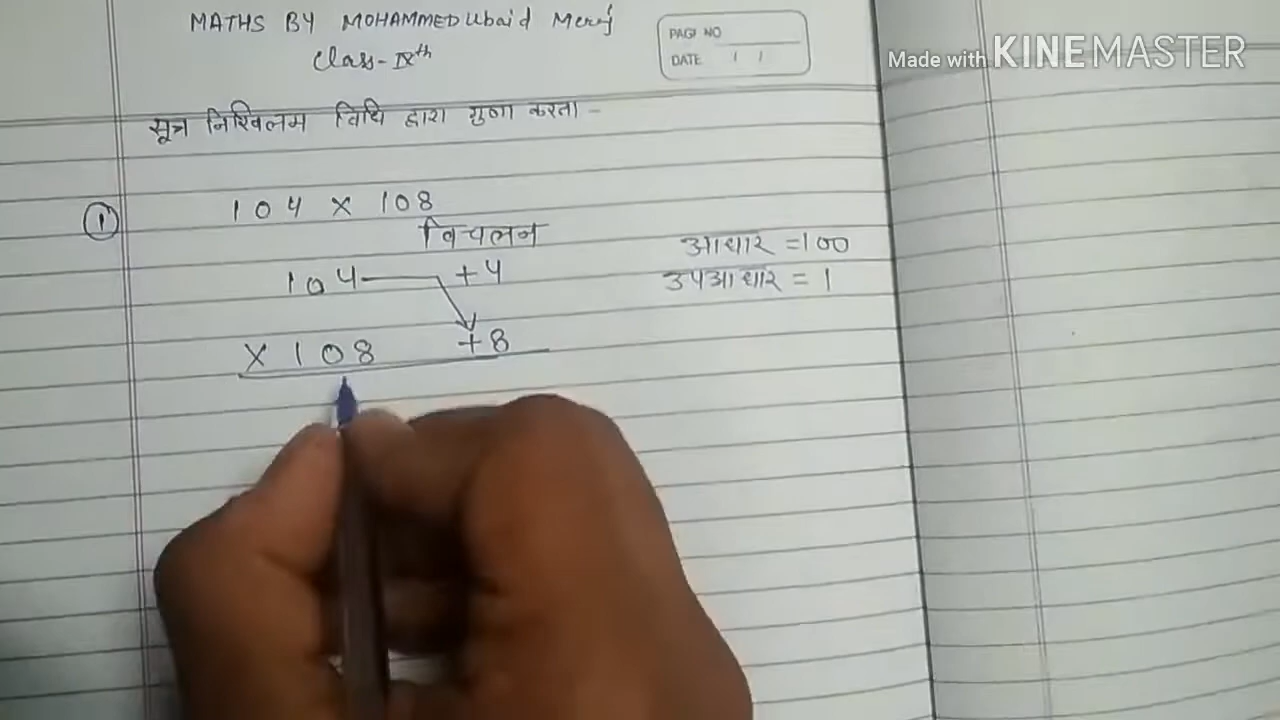 MATHS BY MOHAMMED Ubaid Meraj
Class-IXth
PAGE NO
DATE / /
Made with KINEMASTER
सूत्र निखिलम विधि द्वारा गुणा करता -
① 104 X 108
विचलन
आधार =100
104 +4
उपआधार = 1
X 108 +8